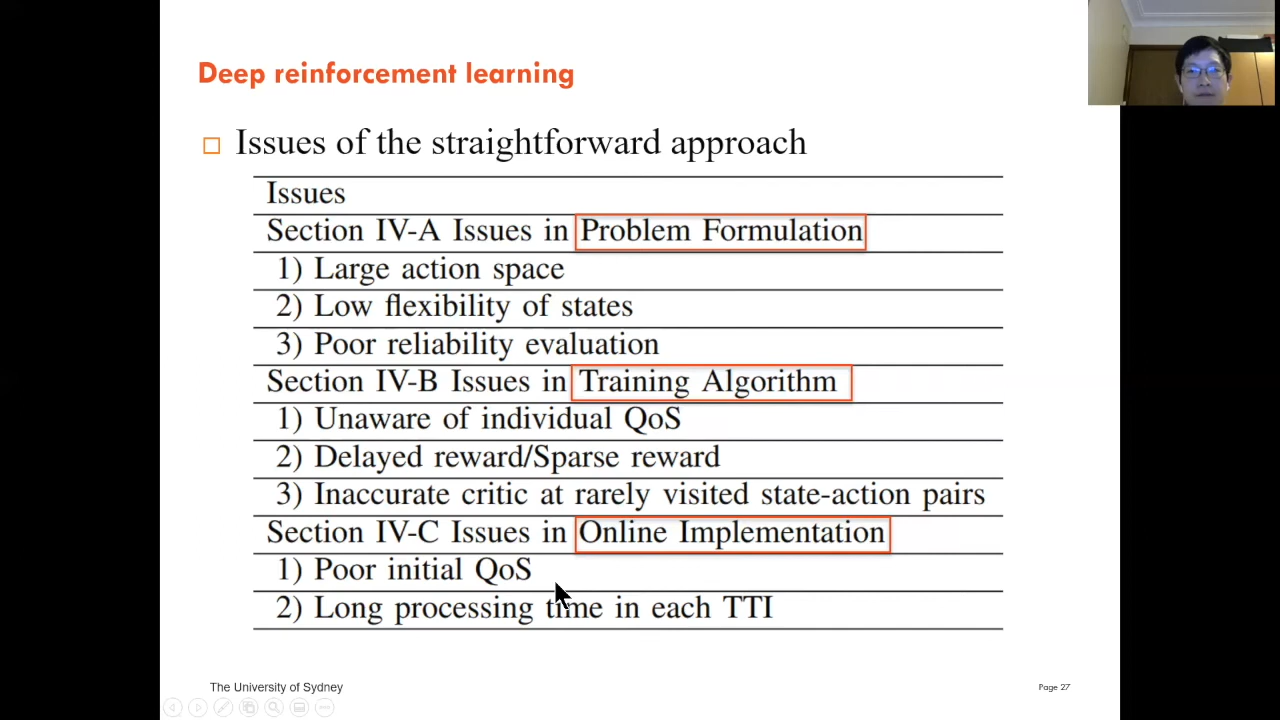 Deep reinforcement learning
Issues of the straightforward approach
Issues
Section IV-A Issues in Problem Formulation
1) Large action space
2) Low flexibility of states
3) Poor reliability evaluation
Section IV-B Issues in Training Algorithm
1) Unaware of individual QoS
2) Delayed reward/Sparse reward
3) Inaccurate critic at rarely visited state-action pairs
Section IV-C Issues in Online Implementation
1) Poor initial QoS
2) Long processing time in each TTI
The University of Sydney
Page 27